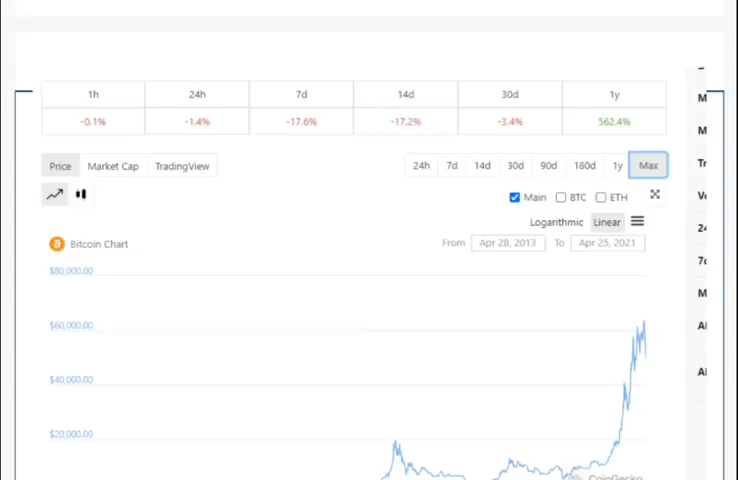 1h 24h 7d 14d 30d 1y
-0.1% -1.4% -17.6% -17.2% -3.4% 562.4%
Price Market Cap TradingView 24h 7d 14d 30d 90d 180d 1y Max
Main BTC ETH
Logarithmic Linear
Bitcoin Chart From Apr 28, 2013 To Apr 25, 2021
$80,000.00
$60,000.00
$40,000.00
$20,000.00
CoinGecko